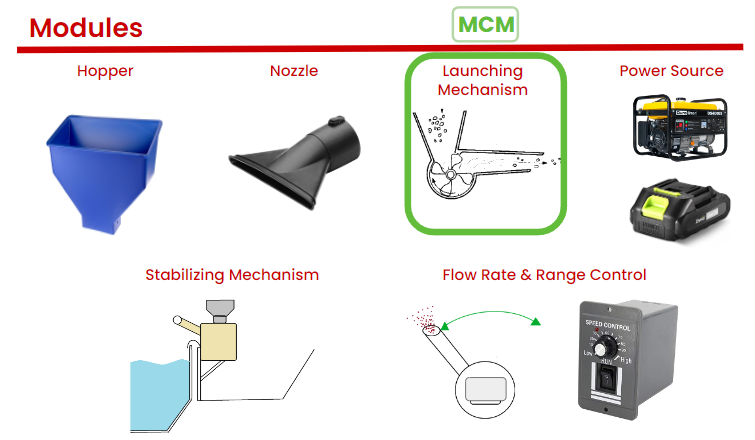 Modules
MCM
Hopper
Nozzle
Launching
Mechanism
Power Source
Stabilizing Mechanism
Flow Rate & Range Control
SPEED CONTROL
Low
High